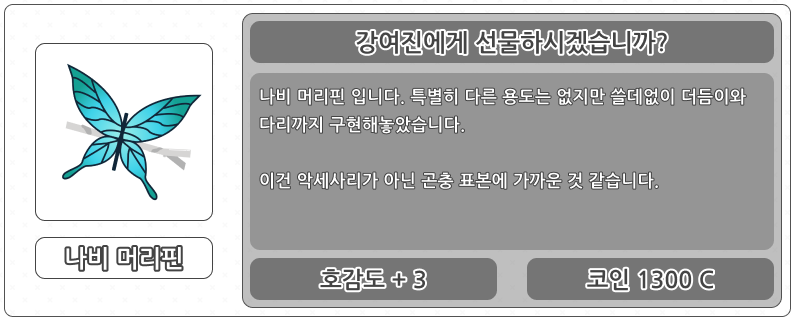 강여진에게 선물하시겠습니까?
나비 머리핀 입니다. 특별히 다른 용도는 없지만 쓸데없이 더듬이와
다리까지 구현해놓았습니다.
이건 악세사리가 아닌 곤충 표본에 가까운 것 같습니다.
나비 머리핀
호감도 + 3
코인 1300 C